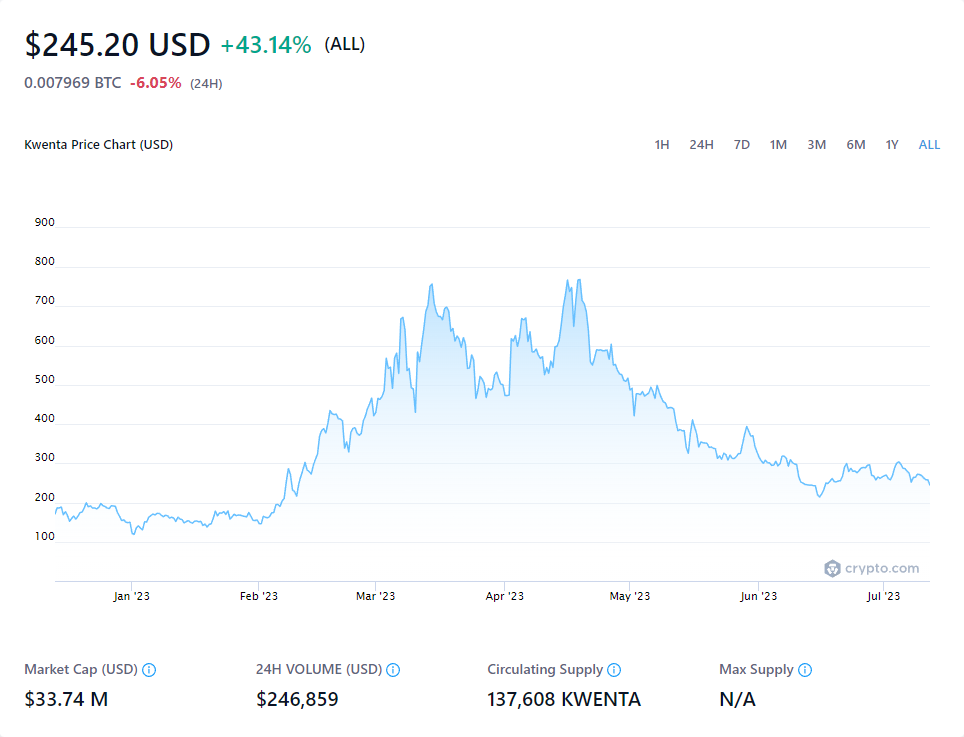 $245.20 USD +43.14% (ALL)
0.007969 BTC -6.05% (24H)
Kwenta Price Chart (USD) 1H 24H 7D 1M 3M 6M 1Y ALL
900
800
700
600
500
400
300
200
100
crypto.com
Jan '23 Feb '23 Mar '23 Apr '23 May '23 Jun '23 Jul '23
Market Cap (USD) 24H VOLUME (USD) Circulating Supply Max Supply
$33.74 M $246,859 137,608 KWENTA N/A